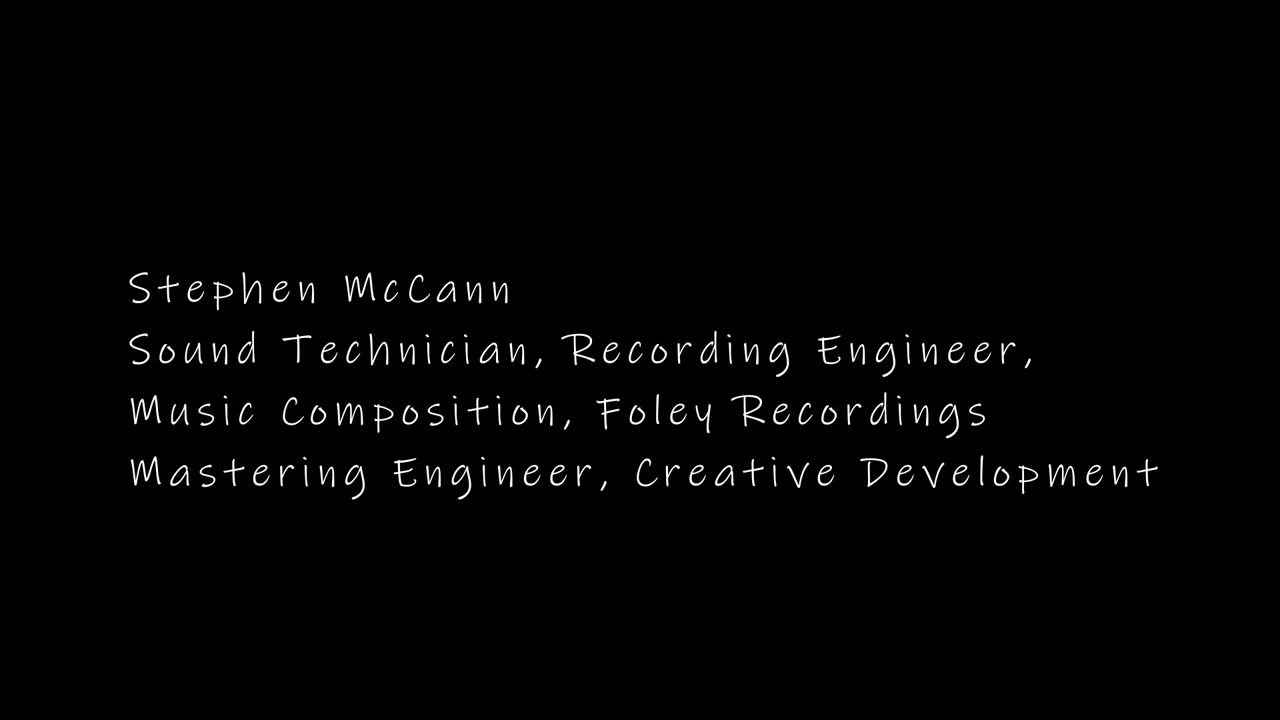 Stephen McCann
Sound Technician, Recording Engineer,
Music Composition, Foley Recordings
Mastering Engineer, Creative Development